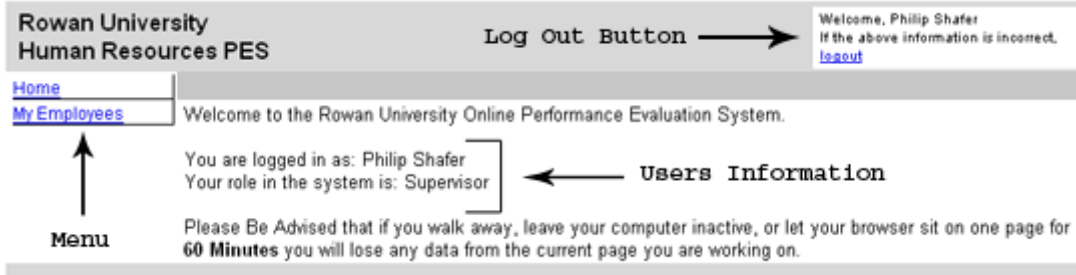 Rowan University
Human Resources PES
Log Out Button
Welcome, Philip Shafer
If the above information is incorrect,
logout
Home
My Employees
Welcome to the Rowan University Online Performance Evaluation System.
You are logged in as: Philip Shafer
Your role in the system is: Supervisor
Users Information
Menu
Please Be Advised that if you walk away, leave your computer inactive, or let your browser sit on one page for
60 Minutes you will lose any data from the current page you are working on.